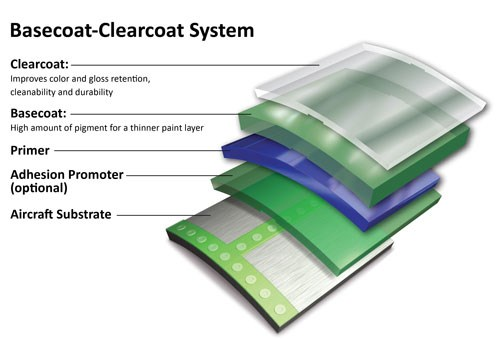 Basecoat-Clearcoat System
Clearcoat:
Improves color and gloss retention,
cleanability and durability
Basecoat:
High amount of pigment for a thinner paint layer
Primer
Adhesion Promoter
(optional)
Aircraft Substrate